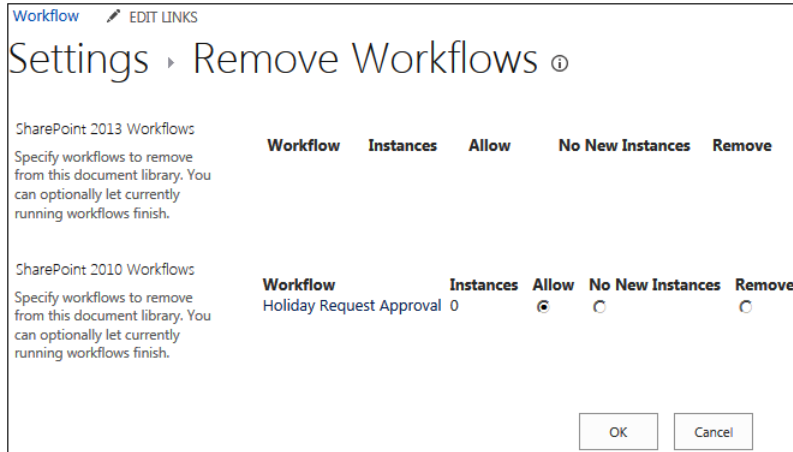 Workflow EDIT LINKS
Settings ▸ Remove Workflows
SharePoint 2013 Workflows
Specify workflows to remove
from this document library. You
can optionally let currently
running workflows finish.
Workflow Instances Allow No New Instances Remove
SharePoint 2010 Workflows
Specify workflows to remove
from this document library. You
can optionally let currently
running workflows finish.
Workflow Instances Allow No New Instances Remove
Holiday Request Approval 0
OK Cancel